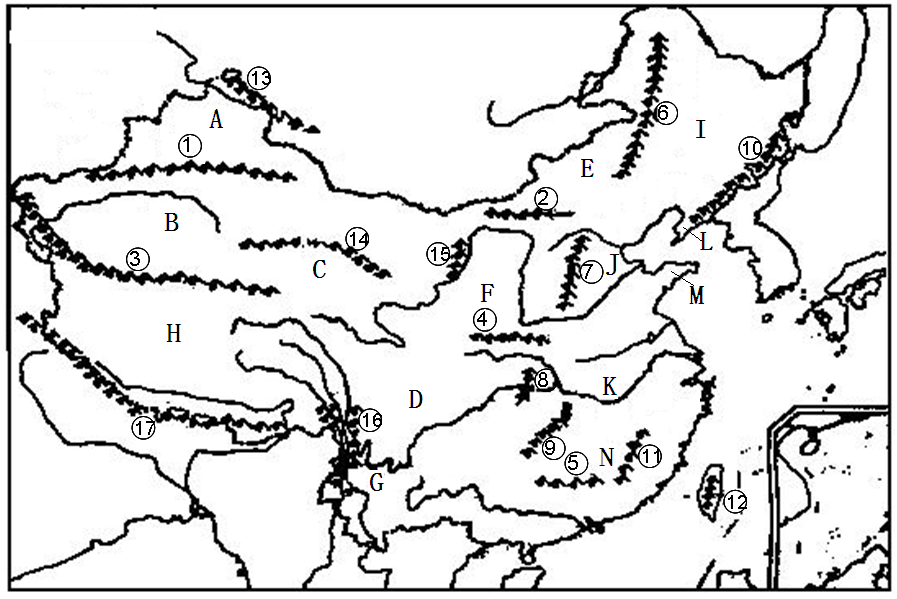 ⑬
A
①
⑥
I
⑩
E
②
B
③
⑭
C
⑮
⑦
J
L
F
M
④
H
⑧
K
D
⑯
⑰
⑨
⑤
N
⑪
G
⑫